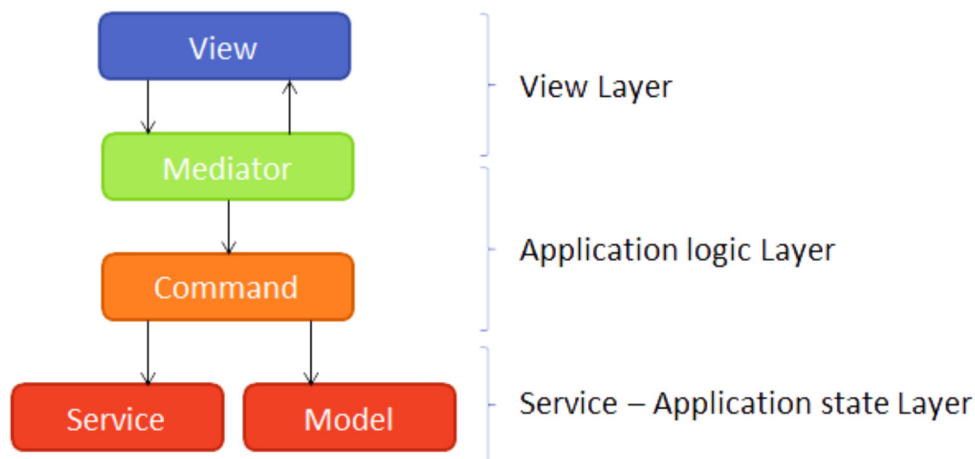 View
View Layer
Mediator
Application logic Layer
Command
Service – Application state Layer
Service
Model